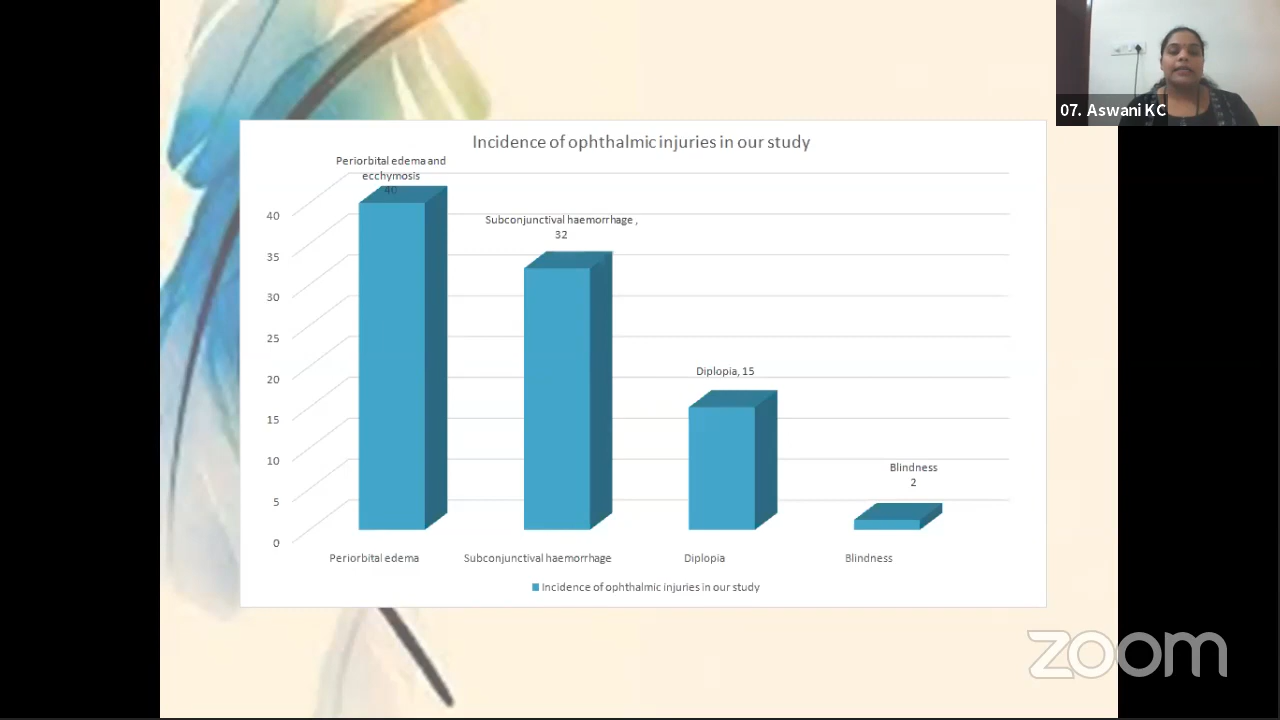 07. Aswani KC
Incidence of ophthalmic injuries in our study
Periorbital edema and
ecchymosis
40
Subconjunctival haemorrhage ,
32
Diplopia, 15
Blindness
2
40
35
30
25
20
15
10
5
0
Periorbital edema
Subconjunctival haemorrhage
Diplopia
Blindness
Incidence of ophthalmic injuries in our study
zoom